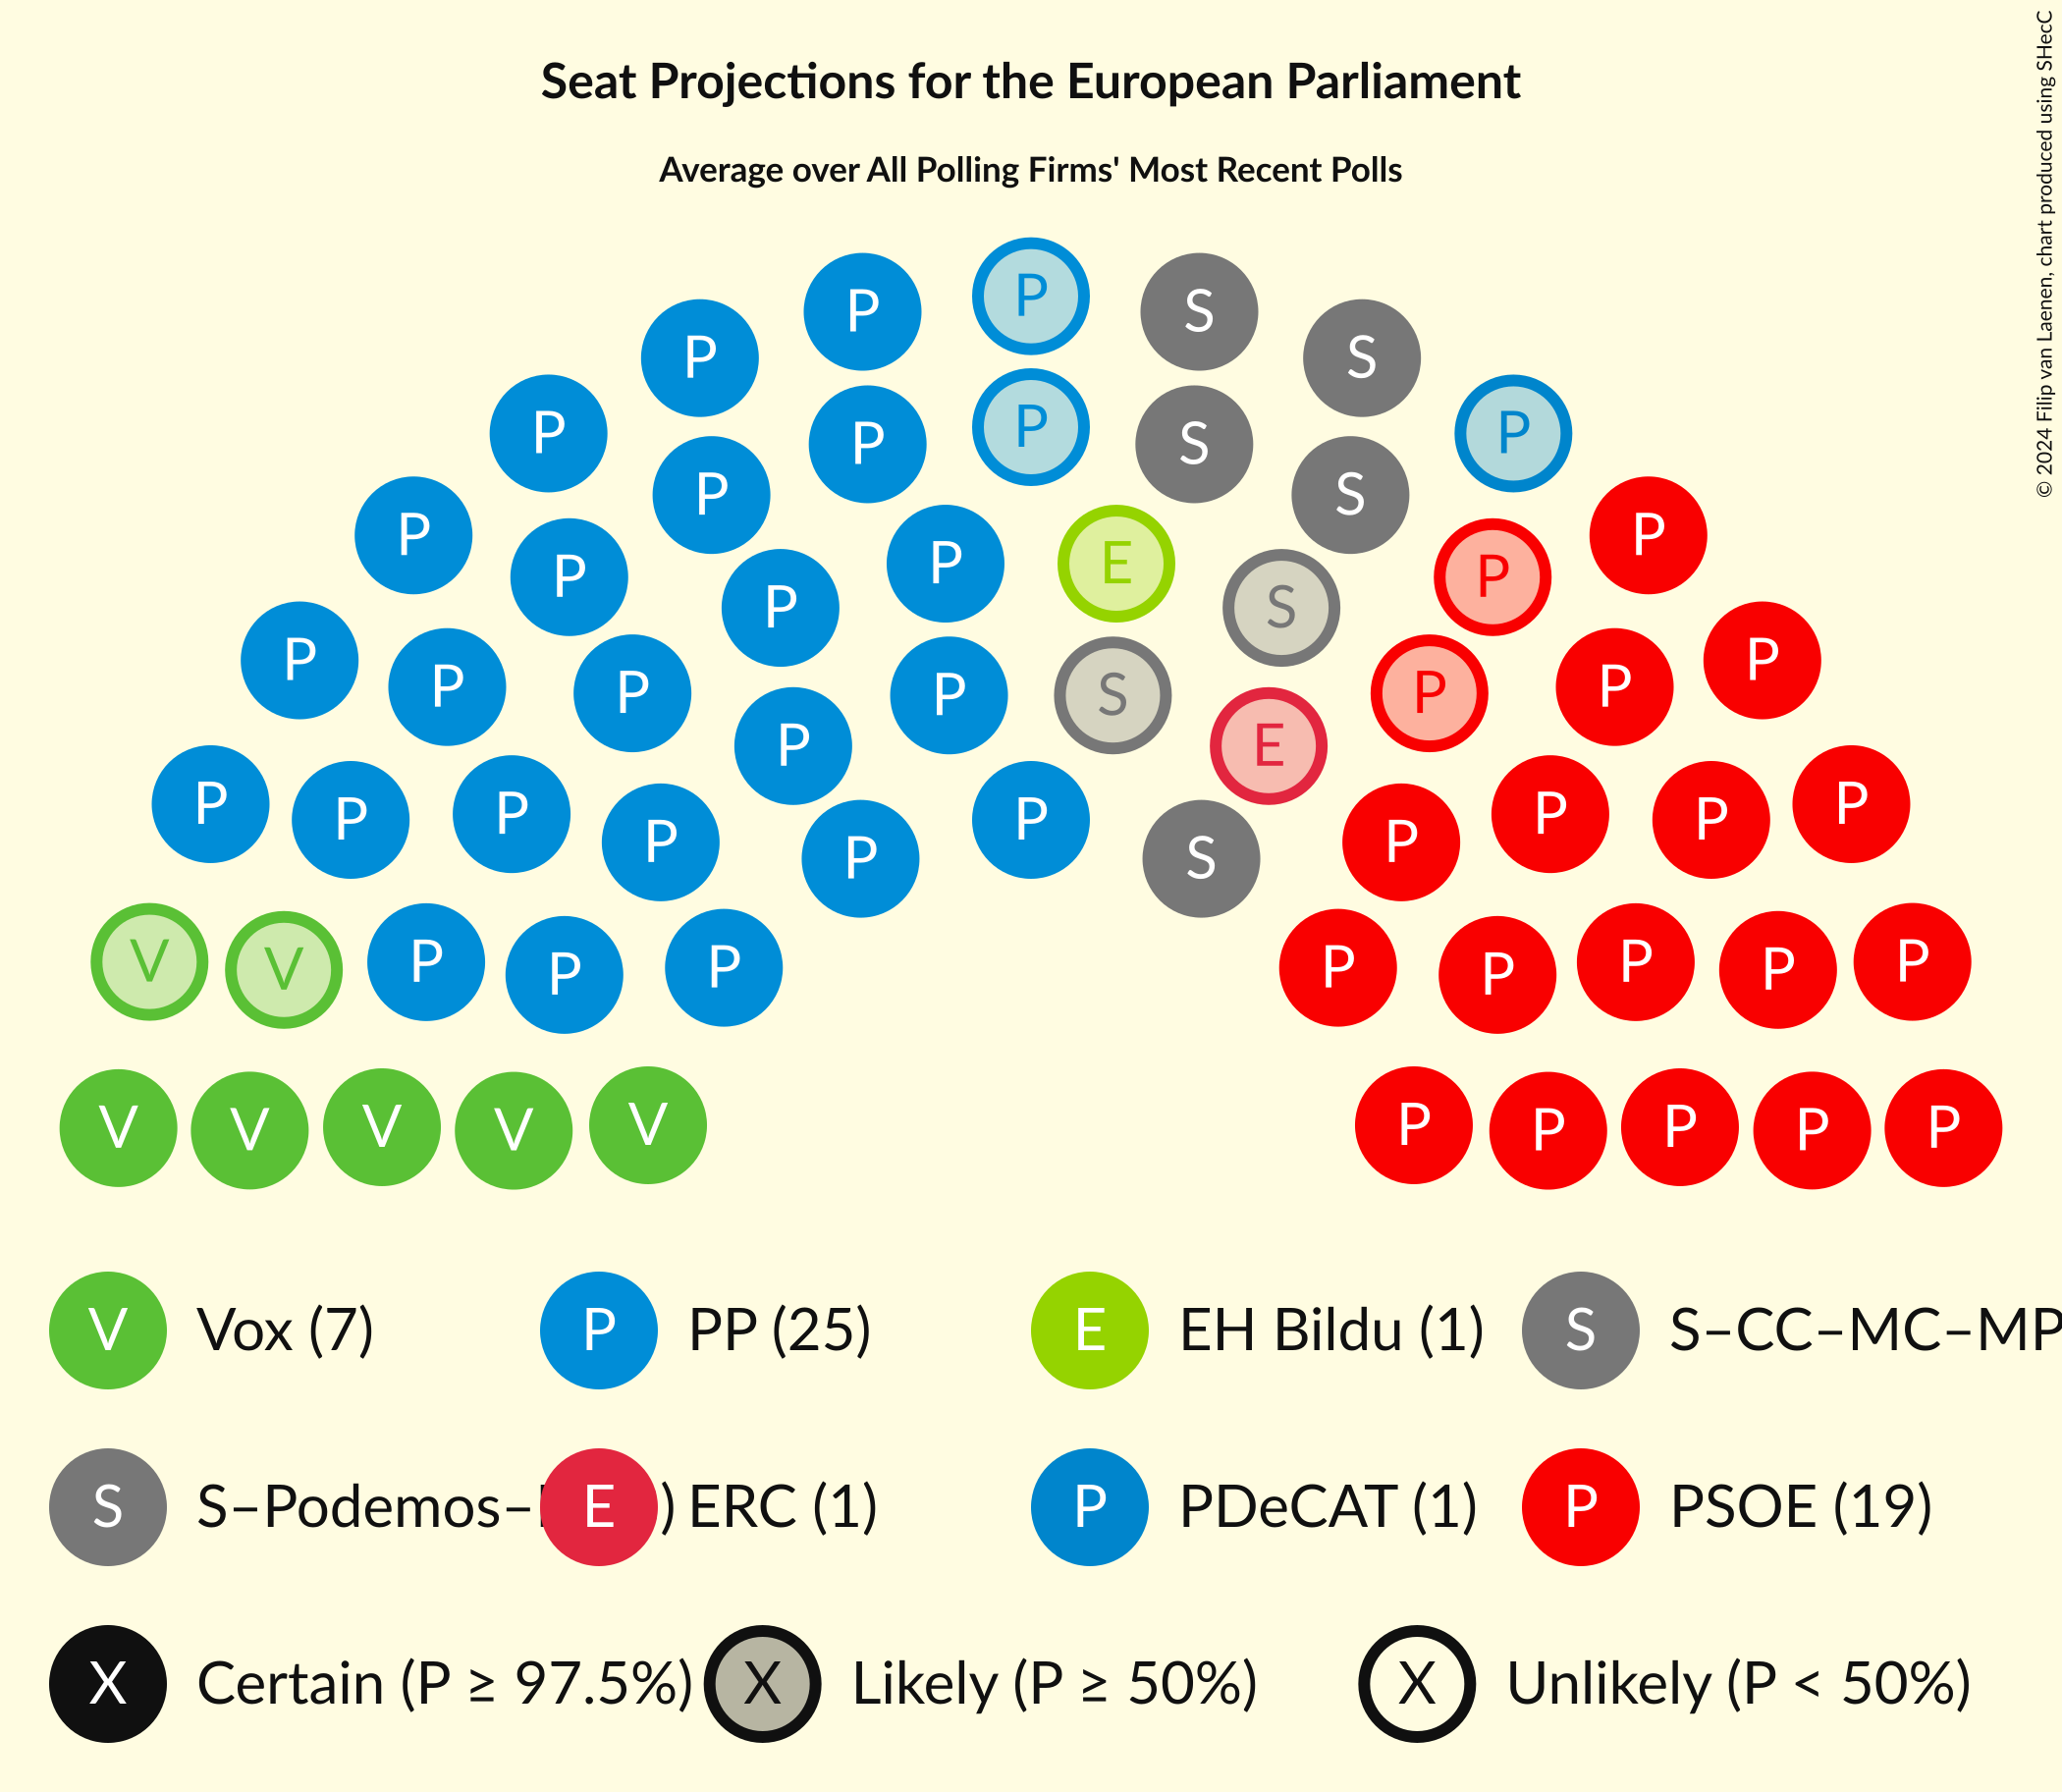 Seat Projections for the European Parliament
Average over All Polling Firms' Most Recent Polls
© 2024 Filip van Laenen, chart produced using SHecC
P P P S S
P P P P S S P
P P P P E S P P
P P P P S S P P P
P P P P P P E P P P P
P P S P P
V V P P P P P P P P
V V V V V P P P P P
V Vox (7) P PP (25) E EH Bildu (1) S S–CC–MC–MP
S S–Podemos– E ) ERC (1) P PDeCAT (1) P PSOE (19)
X Certain (P ≥ 97.5%) X Likely (P ≥ 50%) X Unlikely (P < 50%)